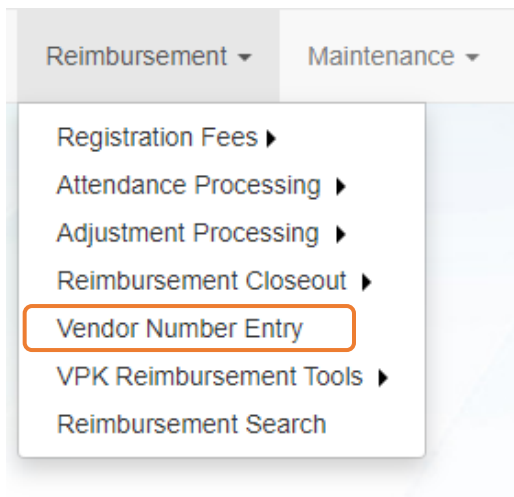 Reimbursement Maintenance
Registration Fees
Attendance Processing
Adjustment Processing
Reimbursement Closeout
Vendor Number Entry
VPK Reimbursement Tools
Reimbursement Search